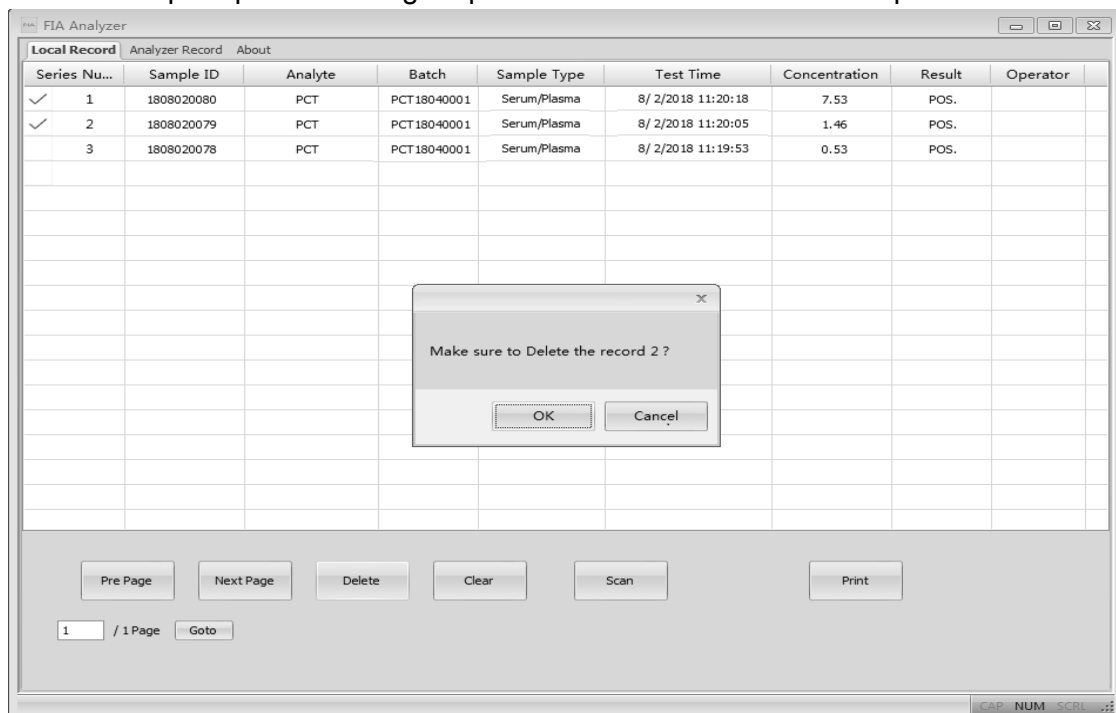 FIA FIA Analyzer
Local Record Analyzer Record About
Series Nu... Sample ID Analyte Batch Sample Type Test Time Concentration Result Operator
1 1808020080 PCT PCT18040001 Serum/Plasma 8/ 2/2018 11:20:18 7.53 POS.
2 1808020079 PCT PCT18040001 Serum/Plasma 8/ 2/2018 11:20:05 1.46 POS.
3 1808020078 PCT PCT18040001 Serum/Plasma 8/ 2/2018 11:19:53 0.53 POS.
Make sure to Delete the record 2 ?
OK Cancel
Pre Page Next Page Delete Clear Scan Print
1 / 1 Page Goto
CAP NUM SCRL